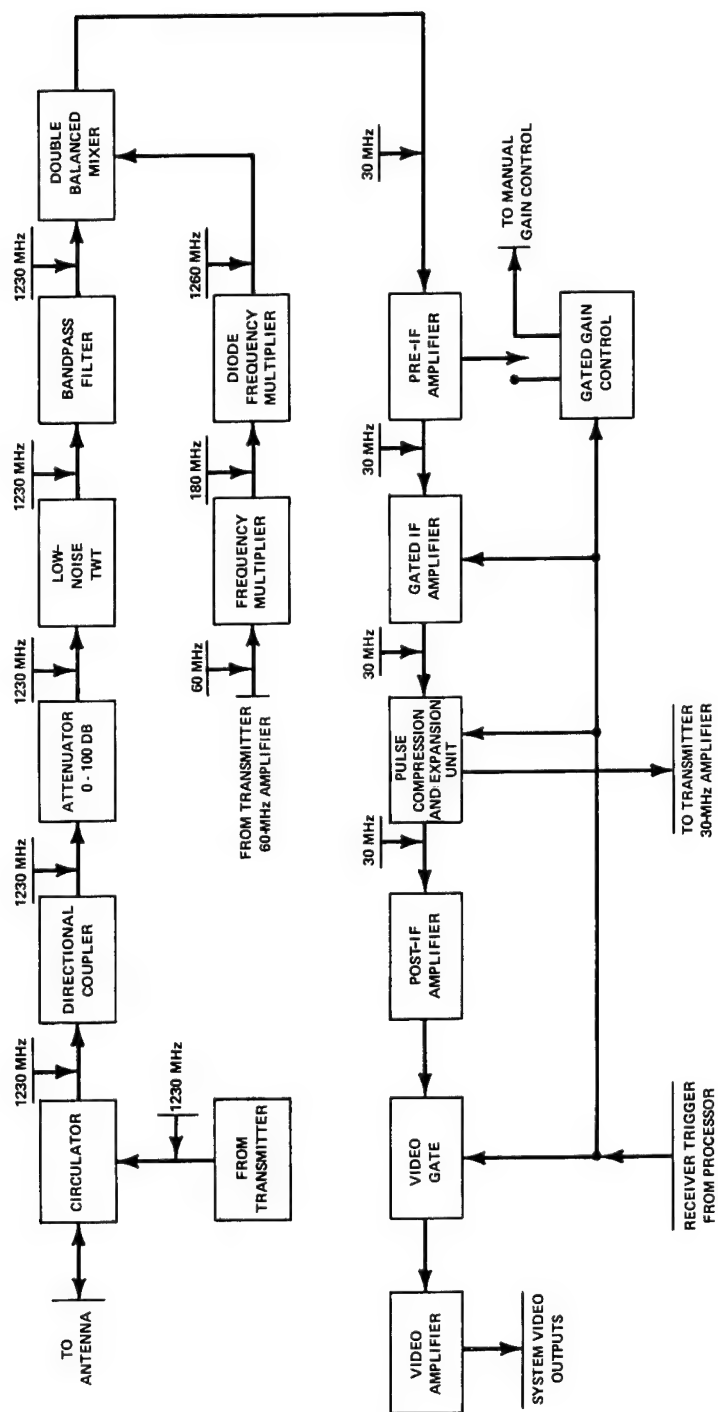 TO
ANTENNA
CIRCULATOR
FROM
TRANSMITTER
1230 MHz
1230 MHz
DIRECTIONAL
COUPLER
1230 MHz
ATTENUATOR
0 - 100 DB
1230 MHz
LOW-
NOISE
TWT
1230 MHz
BANDPASS
FILTER
1230 MHz
DOUBLE
BALANCED
MIXER
FROM TRANSMITTER
60-MHz AMPLIFIER
60 MHz
FREQUENCY
MULTIPLIER
180 MHz
DIODE
FREQUENCY
MULTIPLIER
1260 MHz
30 MHz
PRE-IF
AMPLIFIER
TO MANUAL
GAIN CONTROL
GATED GAIN
CONTROL
30 MHz
GATED IF
AMPLIFIER
30 MHz
PULSE
COMPRESSION
AND EXPANSION
UNIT
TO TRANSMITTER
30-MHz AMPLIFIER
30 MHz
POST-IF
AMPLIFIER
VIDEO
GATE
RECEIVER TRIGGER
FROM PROCESSOR
VIDEO
AMPLIFIER
SYSTEM VIDEO
OUTPUTS